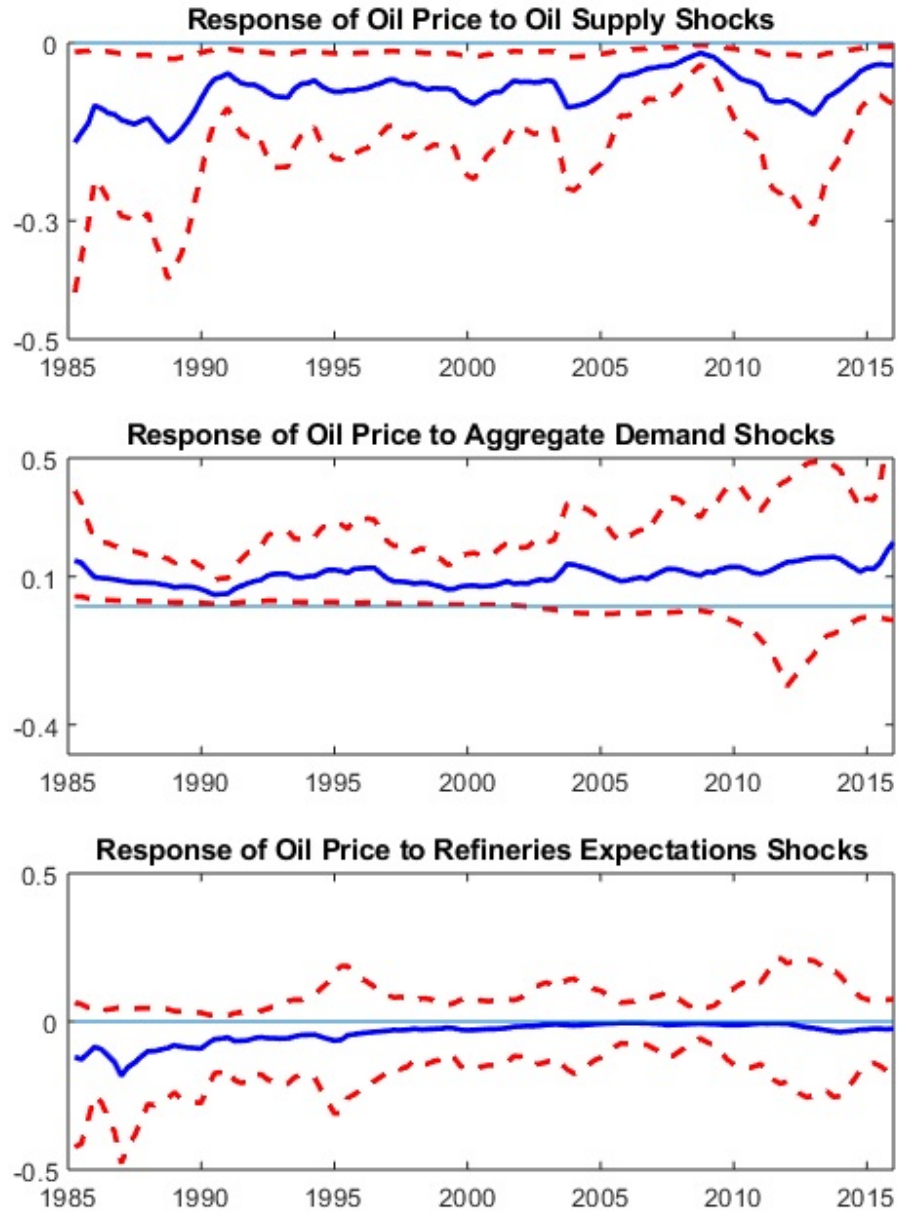 Response of Oil Price to Oil Supply Shocks
0
-0.3
-0.5
1985 1990 1995 2000 2005 2010 2015
Response of Oil Price to Aggregate Demand Shocks
0.5
0.1
-0.4
1985 1990 1995 2000 2005 2010 2015
Response of Oil Price to Refineries Expectations Shocks
0.5
0
-0.5
1985 1990 1995 2000 2005 2010 2015